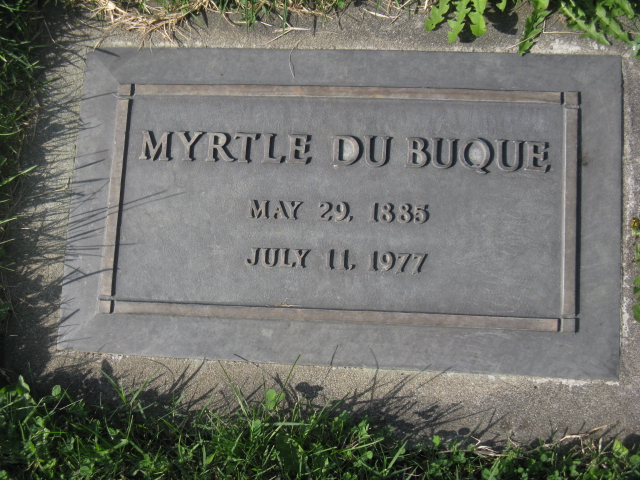 MYRTLE DU BUQUE
MAY 29, 1885
JULY 11, 1977